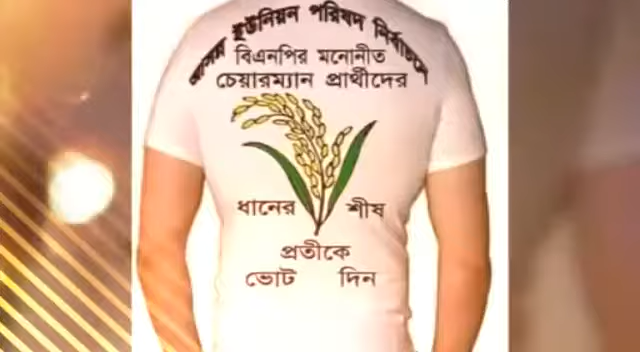 আসন্ন ইউনিয়ন পরিষদ নির্বাচনে
বিএনপির মনোনীত
চেয়ারম্যান প্রার্থীদের
ধানের শীষ
প্রতীকে
ভোট দিন